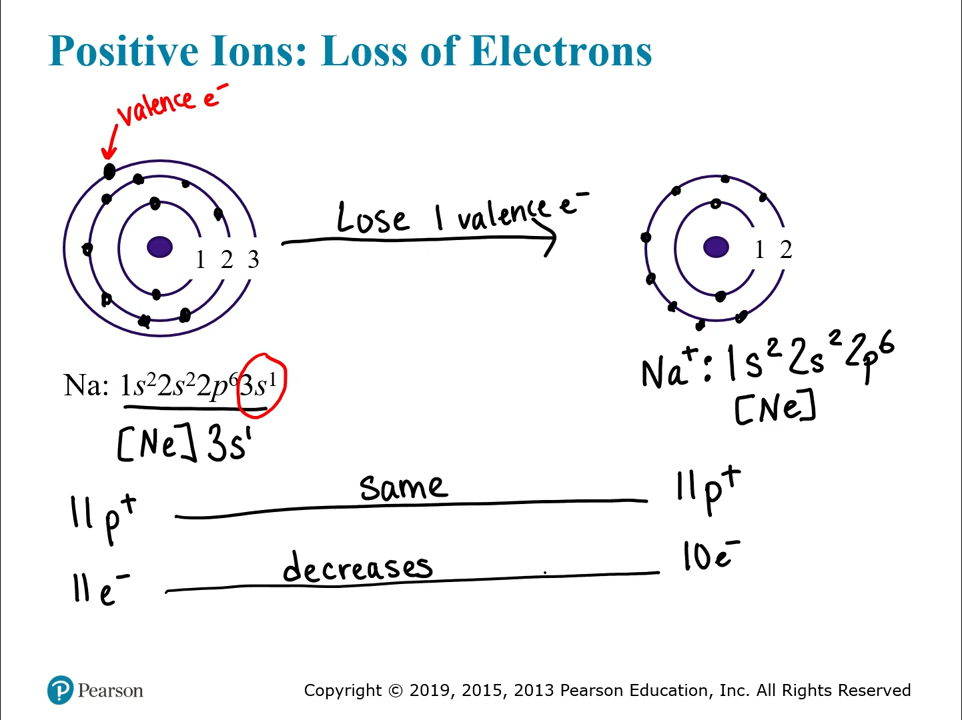 Positive Ions: Loss of Electrons
valence e⁻
Lose 1 valence e⁻
1 2 3
1 2
Na: 1s²2s²2p⁶3s¹
Na⁺: 1s²2s²2p⁶
[Ne] 3s¹
[Ne]
11p⁺ same 11p⁺
11e⁻ decreases 10e⁻
Pearson
Copyright © 2019, 2015, 2013 Pearson Education, Inc. All Rights Reserved